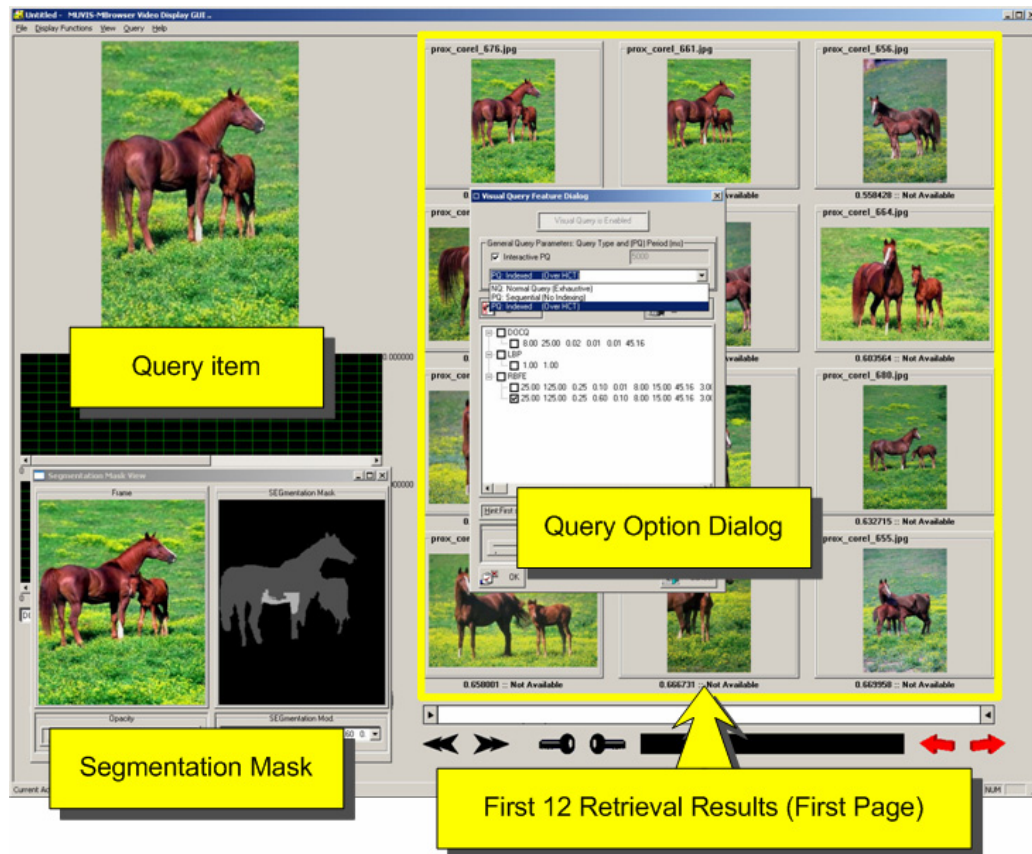 Untitled - MUVIS-MBrowser Video Display GUI ..
File Display Functions View Query Help
prox_corel_676.jpg
prox_corel_661.jpg
prox_corel_656.jpg
0.558428 :: Not Available
prox_corel_664.jpg
0.603564 :: Not Available
prox_corel_680.jpg
0.632715 :: Not Available
prox_corel_655.jpg
0.658001 :: Not Available
0.666731 :: Not Available
0.669958 :: Not Available
Visual Query Feature Dialog
Visual Query is Enabled
General Query Parameters: Query Type and (PQ) Period (ms)
Interactive PQ
5000
PQ: Indexed (Over HCT)
NQ: Normal Query (Exhaustive)
PQ: Sequential (No Indexing)
PQ: Indexed (Over HCT)
DOCQ
8.00 25.00 0.02 0.01 0.01 45.16
LBP
1.00 1.00
RBFE
25.00 125.00 0.25 0.10 0.01 8.00 15.00 45.16 3.00
25.00 125.00 0.25 0.60 0.10 8.00 15.00 45.16 3.00
OK
Query item
Query Option Dialog
Segmentation Mask View
Frame
SEGmentation Mask
Opacity
SEGmentation Mod.
60 0.
Segmentation Mask
First 12 Retrieval Results (First Page)
NUM